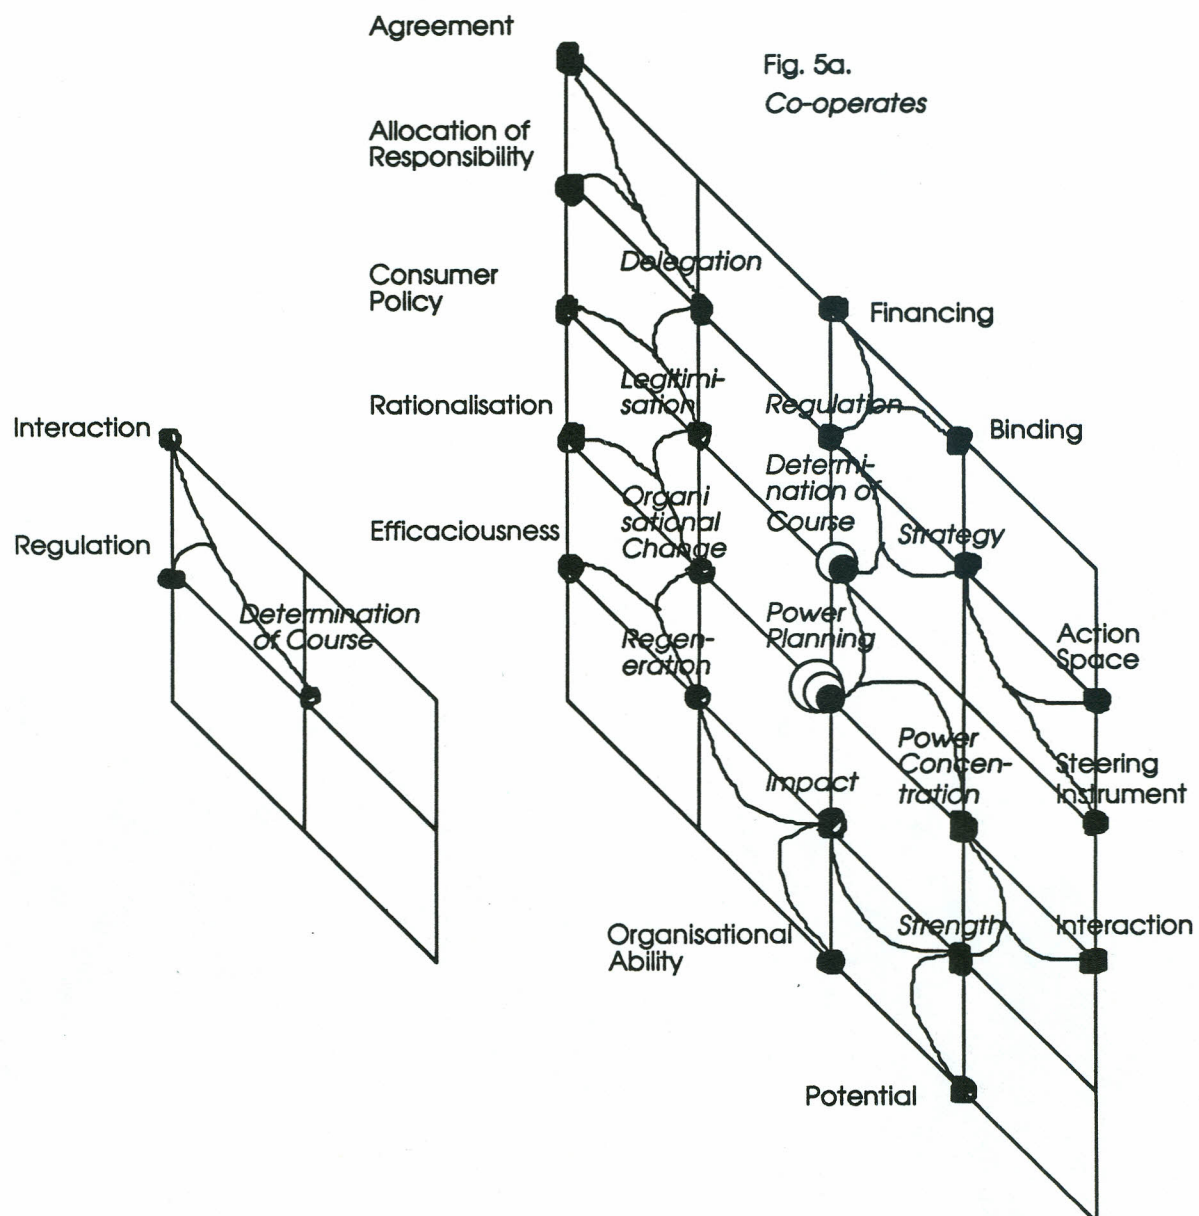 Agreement
Fig. 5a.
Co-operates
Allocation of
Responsibility
Delegation
Consumer
Policy
Financing
Legitimi-
sation
Rationalisation
Regulation
Binding
Interaction
Determi-
nation of
Course
Organi
sational
Change
Efficaciousness
Strategy
Regulation
Determination
of Course
Power
Planning
Regen-
eration
Action
Space
Power
Concen-
tration
Steering
Instrument
Impact
Organisational
Ability
Strength
Interaction
Potential